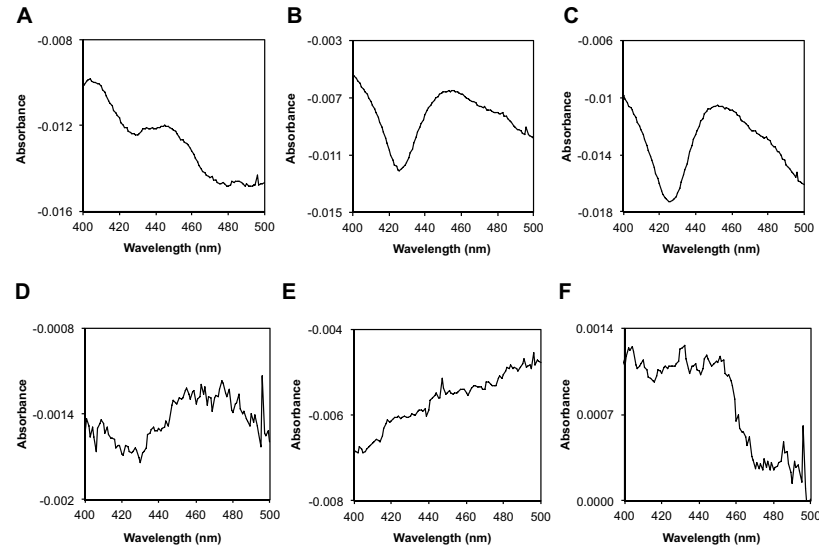 A
-0.008
-0.012
-0.016
400 420 440 460 480 500
Absorbance
Wavelength (nm)
B
-0.003
-0.007
-0.011
-0.015
400 420 440 460 480 500
Absorbance
Wavelength (nm)
C
-0.006
-0.01
-0.014
-0.018
400 420 440 460 480 500
Absorbance
Wavelength (nm)
D
-0.0008
-0.0014
-0.002
400 420 440 460 480 500
Absorbance
Wavelength (nm)
E
-0.004
-0.006
-0.008
400 420 440 460 480 500
Absorbance
Wavelength (nm)
F
0.0014
0.0007
0.0000
400 420 440 460 480 500
Absorbance
Wavelength (nm)